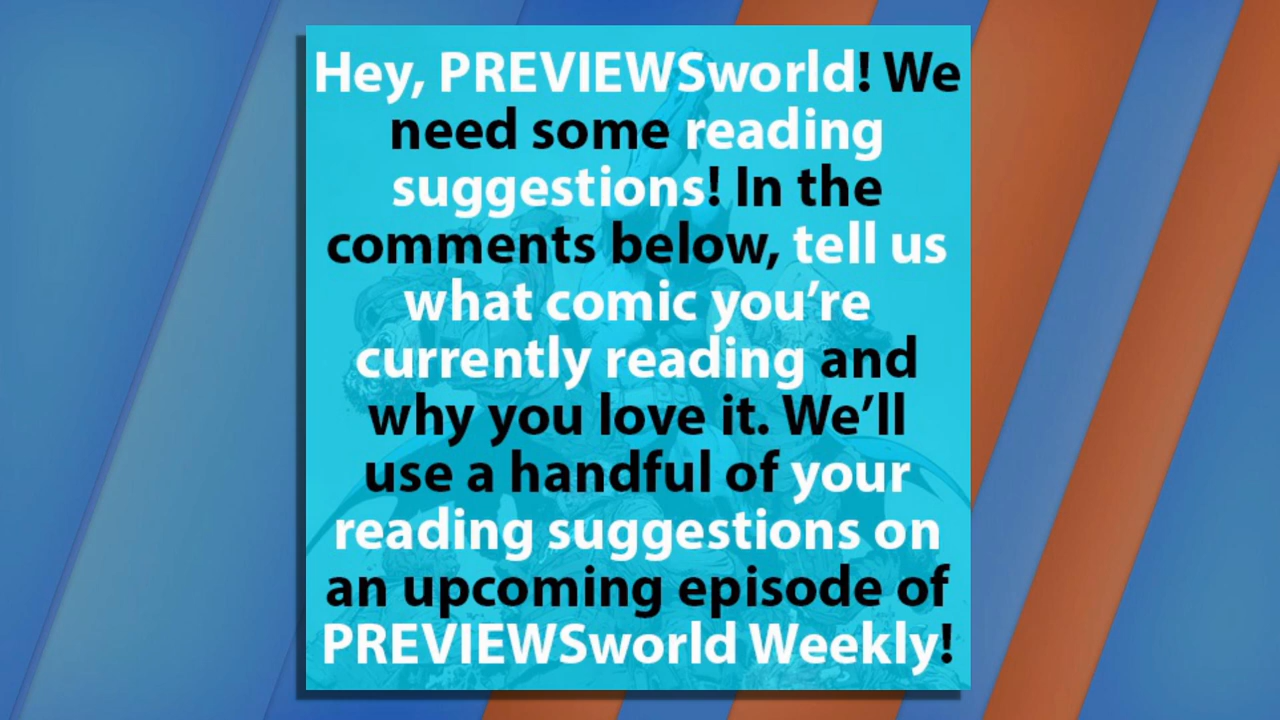 Hey, PREVIEWSworld! We
need some reading
suggestions! In the
comments below, tell us
what comic you’re
currently reading and
why you love it. We’ll
use a handful of your
reading suggestions on
an upcoming episode of
PREVIEWSworld Weekly!